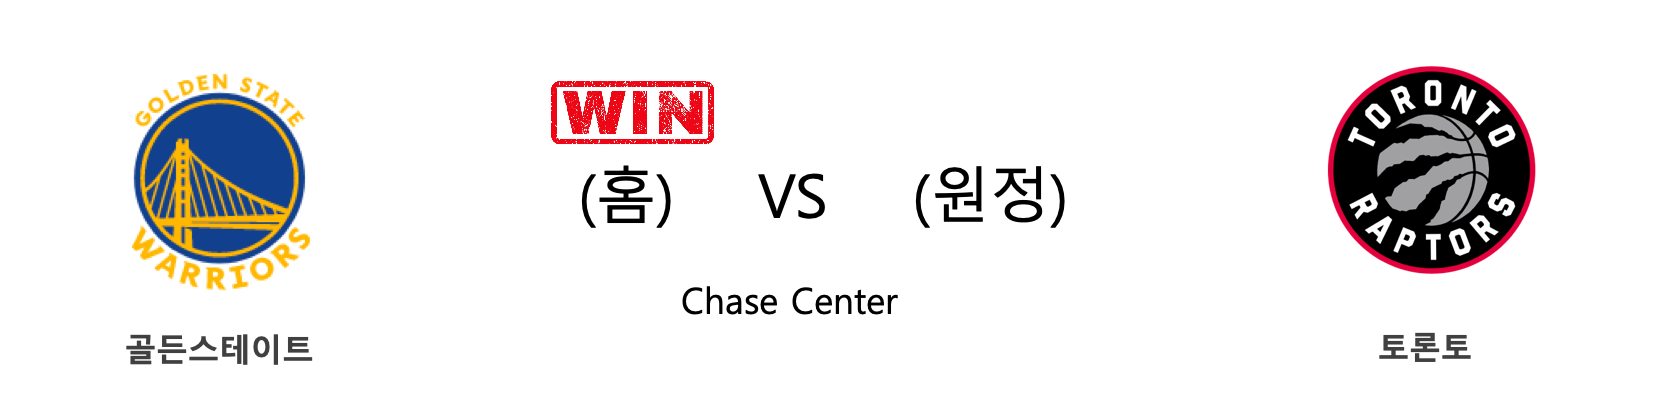 GOLDEN STATE
WARRIORS
WIN
(홈) VS (원정)
Chase Center
TORONTO
RAPTORS
골든스테이트
토론토